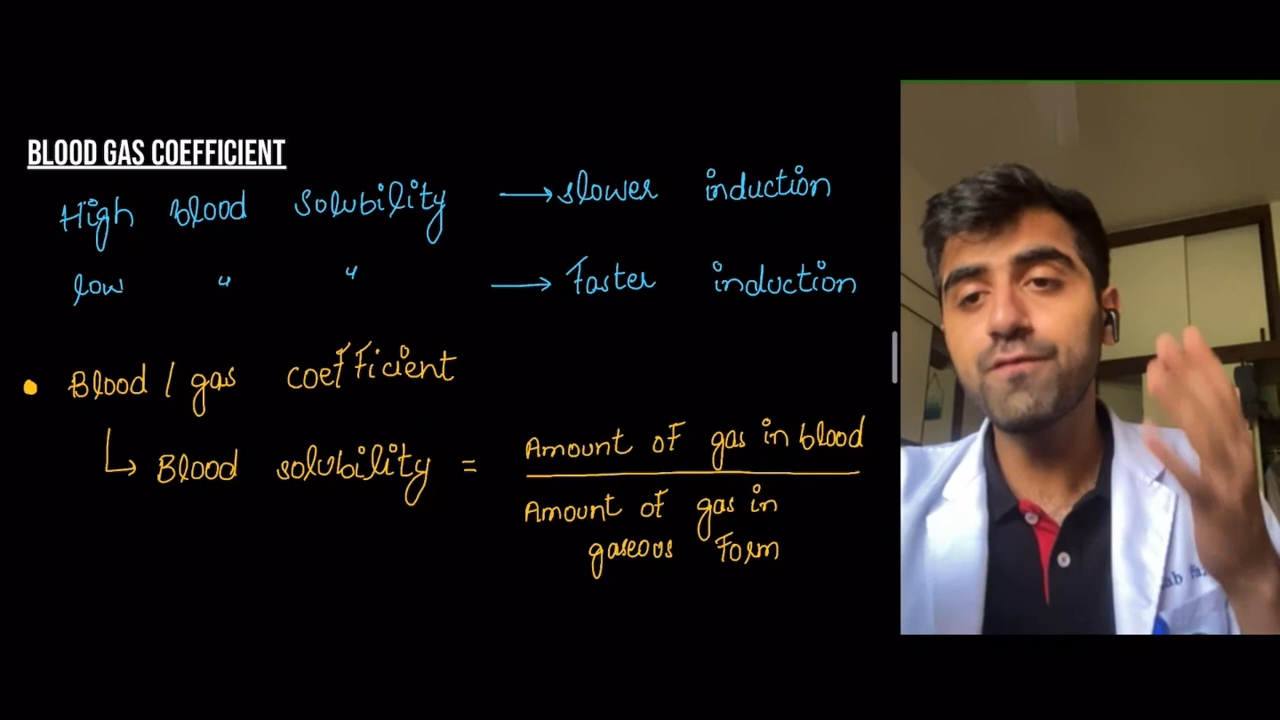 BLOOD GAS COEFFICIENT
High Blood Solubility → slower induction
low " " → Faster induction
• Blood / gas coefficient
↳ Blood solubility = Amount of gas in blood
Amount of gas in
gaseous Form